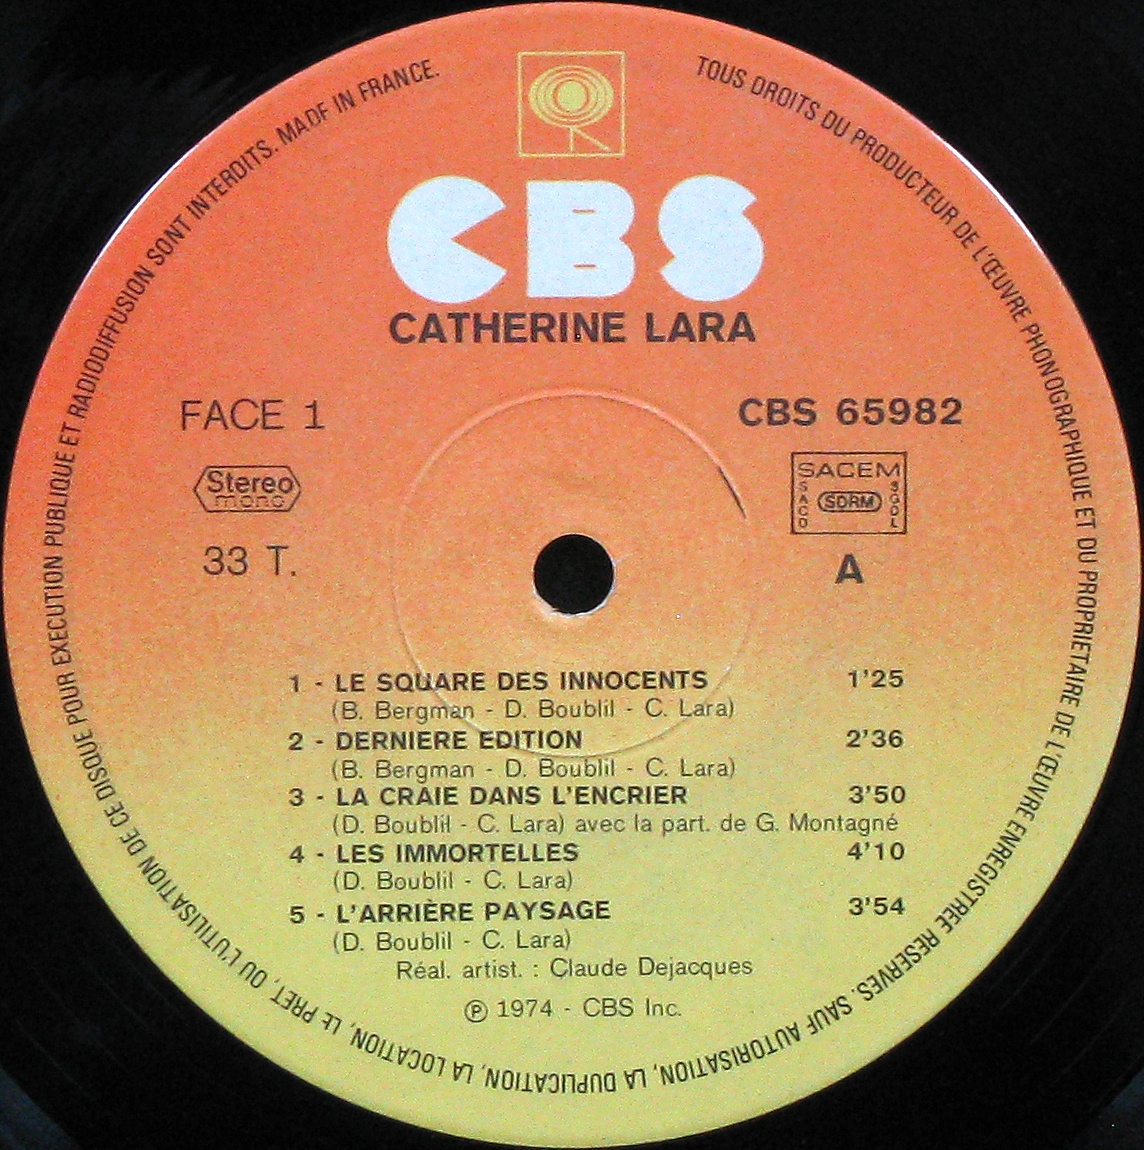 TOUS DROITS DU PRODUCTEUR DE L'ŒUVRE PHONOGRAPHIQUE ET DU PROPRIETAIRE DE L'ŒUVRE ENREGISTREE RESERVES. SAUF AUTORISATION, LA DUPLICATION, LA LOCATION, LE PRET, OU L'UTILISATION DE CE DISQUE POUR EXECUTION PUBLIQUE ET RADIODIFFUSION SONT INTERDITS. MADE IN FRANCE.
CBS
CATHERINE LARA
FACE 1
CBS 65982
Stereo
mono
SACEM
SACD
SDRM
SGDL
33 T.
A
1 - LE SQUARE DES INNOCENTS 1'25
(B. Bergman - D. Boublil - C. Lara)
2 - DERNIERE EDITION 2'36
(B. Bergman - D. Boublil - C. Lara)
3 - LA CRAIE DANS L'ENCRIER 3'50
(D. Boublil - C. Lara) avec la part. de G. Montagné
4 - LES IMMORTELLES 4'10
(D. Boublil - C. Lara)
5 - L'ARRIÈRE PAYSAGE 3'54
(D. Boublil - C. Lara)
Réal. artist. : Claude Dejacques
℗ 1974 - CBS Inc.